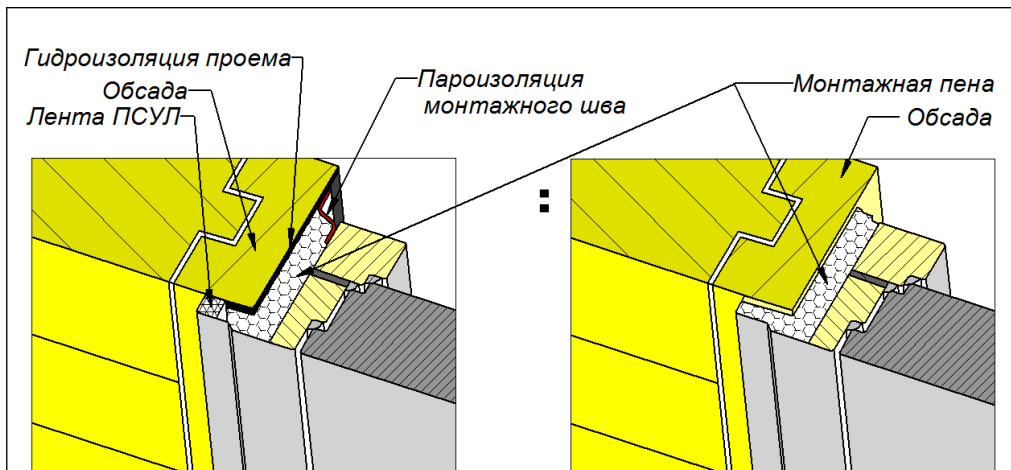 Гидроизоляция проема
Обсада
Лента ПСУЛ
Пароизоляция
монтажного шва
Монтажная пена
Обсада
: